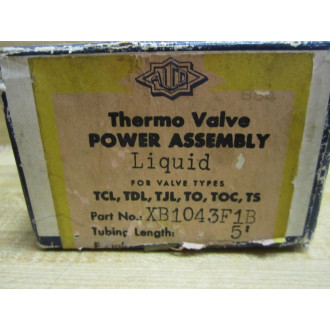 ALCO
Thermo Valve
POWER ASSEMBLY
Liquid
FOR VALVE TYPES
TCL, TDL, TJL, TO, TOC, TS
Part No.: XB1043F1B
Tubing Length: 5'